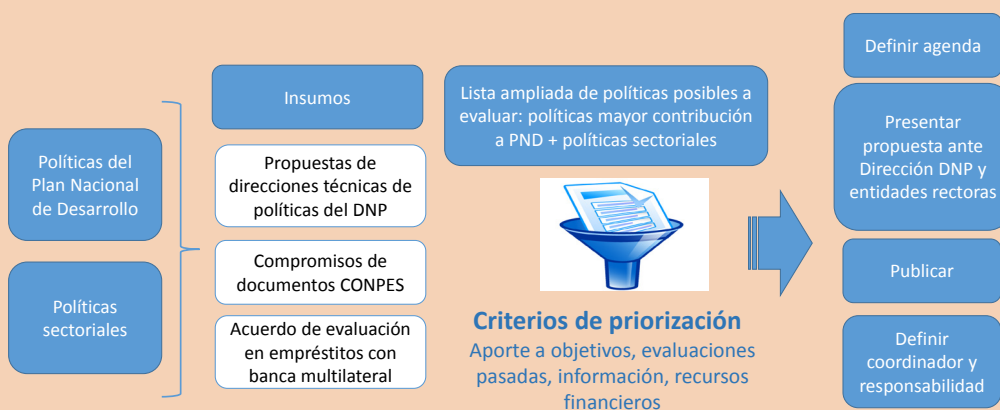 Políticas del
Plan Nacional
de Desarrollo
Políticas
sectoriales
Insumos
Propuestas de
direcciones técnicas de
políticas del DNP
Compromisos de
documentos CONPES
Acuerdo de evaluación
en empréstitos con
banca multilateral
Lista ampliada de políticas posibles a
evaluar: políticas mayor contribución
a PND + políticas sectoriales
Criterios de priorización
Aporte a objetivos, evaluaciones
pasadas, información, recursos
financieros
Definir agenda
Presentar
propuesta ante
Dirección DNP y
entidades rectoras
Publicar
Definir
coordinador y
responsabilidad